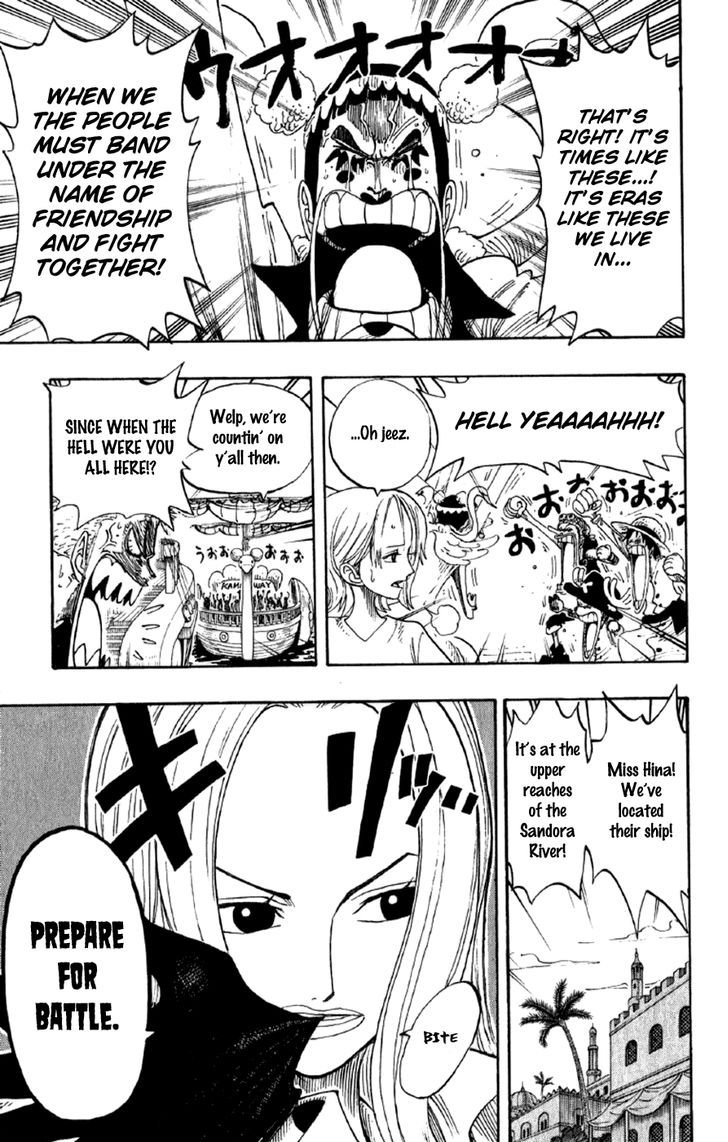 THAT'S
RIGHT! IT'S
TIMES LIKE
THESE...!
IT'S ERAS
LIKE THESE
WE LIVE
IN...
ウオオオオオ
WHEN WE
THE PEOPLE
MUST BAND
UNDER THE
NAME OF
FRIENDSHIP
AND FIGHT
TOGETHER!
HELL YEAAAAHHH!
おおおおお
...Oh jeez.
Welp, we're
countin' on
y'all then.
うおお おおお
SINCE WHEN THE
HELL WERE YOU
ALL HERE!?
Miss Hina!
We've
located
their ship!
It's at the
upper
reaches
of the
Sandora
River!
キリッ...
BITE
PREPARE
FOR
BATTLE.